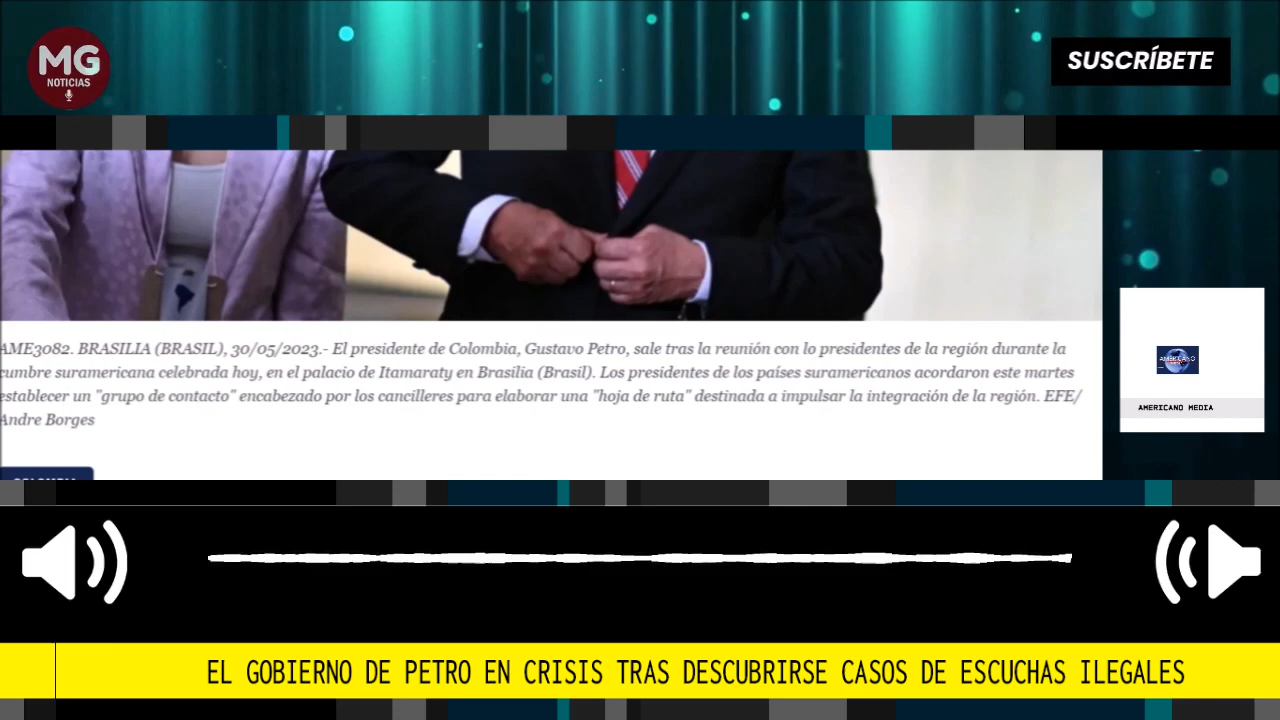 MG
NOTICIAS
SUSCRÍBETE
AME3082. BRASILIA (BRASIL), 30/05/2023.- El presidente de Colombia, Gustavo Petro, sale tras la reunión con lo presidentes de la región durante la
cumbre suramericana celebrada hoy, en el palacio de Itamaraty en Brasilia (Brasil). Los presidentes de los países suramericanos acordaron este martes
establecer un "grupo de contacto" encabezado por los cancilleres para elaborar una "hoja de ruta" destinada a impulsar la integración de la región. EFE/
Andre Borges
AMERICANO
AMERICANO MEDIA
EL GOBIERNO DE PETRO EN CRISIS TRAS DESCUBRIRSE CASOS DE ESCUCHAS ILEGALES